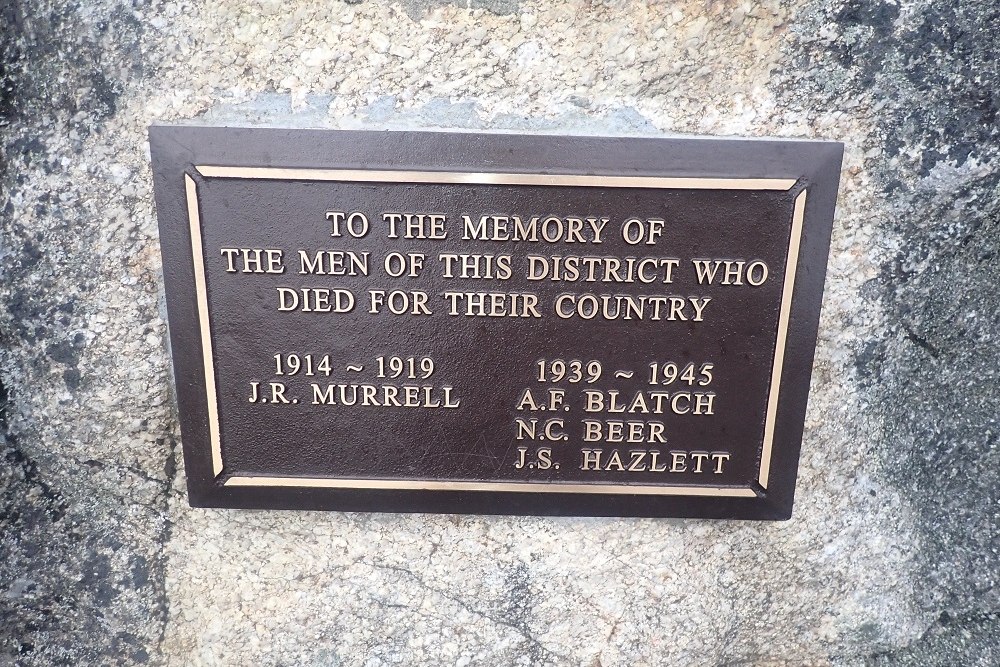 TO THE MEMORY OF
THE MEN OF THIS DISTRICT WHO
DIED FOR THEIR COUNTRY
1914 ~ 1919
J.R. MURRELL
1939 ~ 1945
A.F. BLATCH
N.C. BEER
J.S. HAZLETT